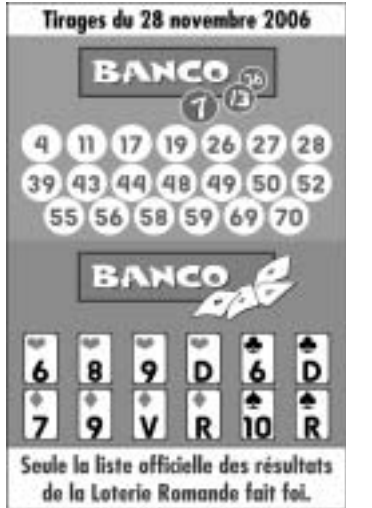 Tirages du 28 novembre 2006
BANCO
7 13 36
4 11 17 19 26 27 28
39 43 44 48 49 50 52
55 56 58 59 69 70
BANCO
6 8 9 D 6 D
7 9 V R 10 R
Seule la liste officielle des résultats
de la Loterie Romande fait foi.